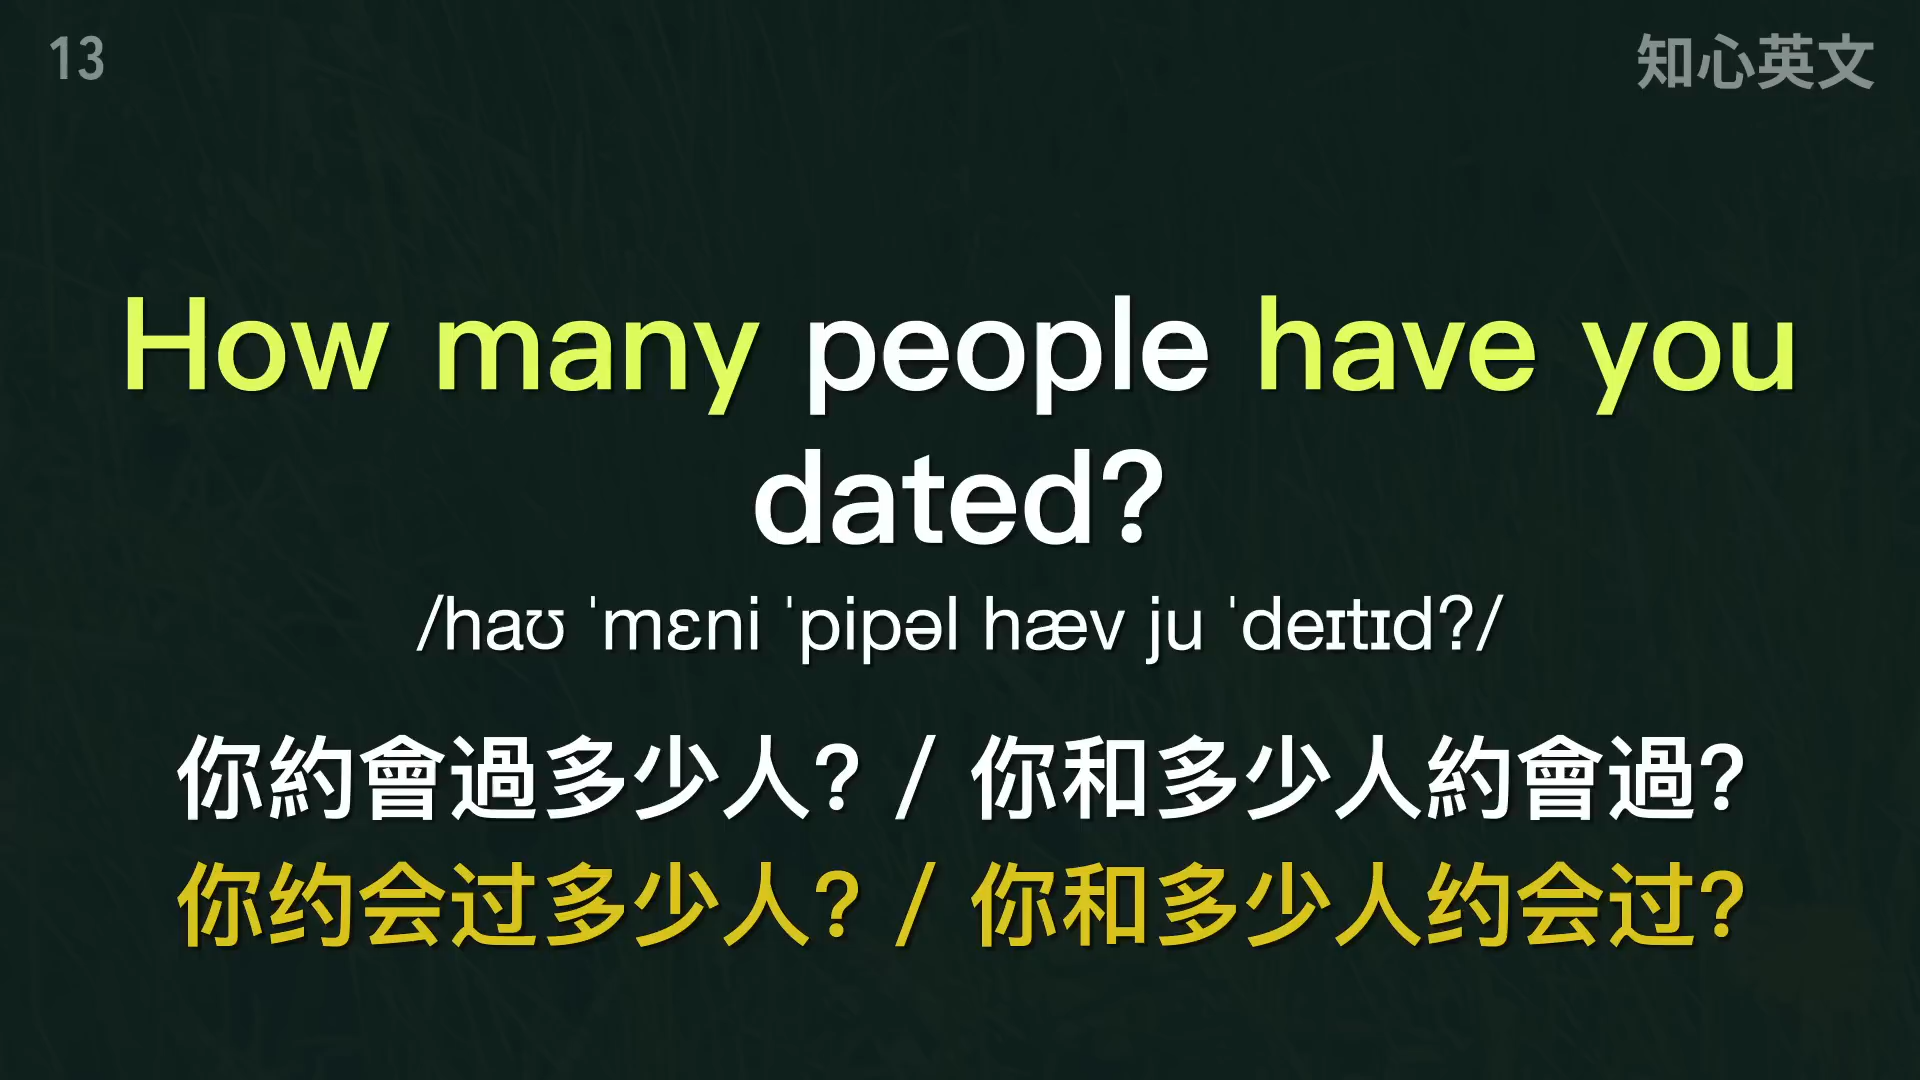 13
知心英文
How many people have you
dated?
/haʊ ˈmɛni ˈpipəl hæv ju ˈdeɪtɪd?/
你約會過多少人? / 你和多少人約會過?
你约会过多少人? / 你和多少人约会过?